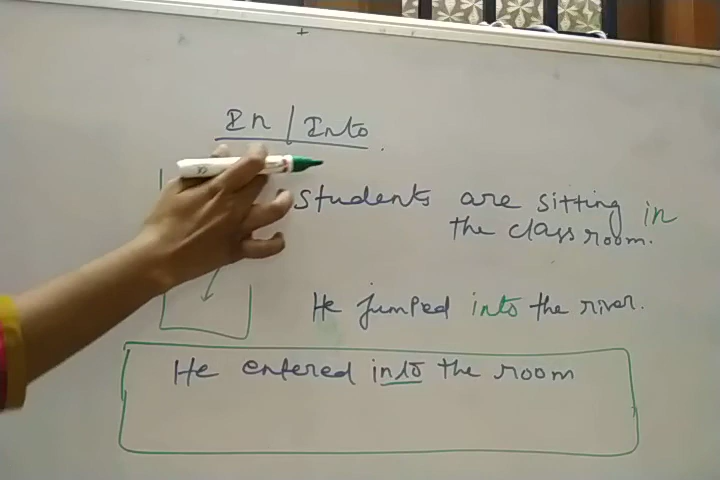 In / Into
students are sitting in
the class room.
He jumped into the river.
He entered into the room